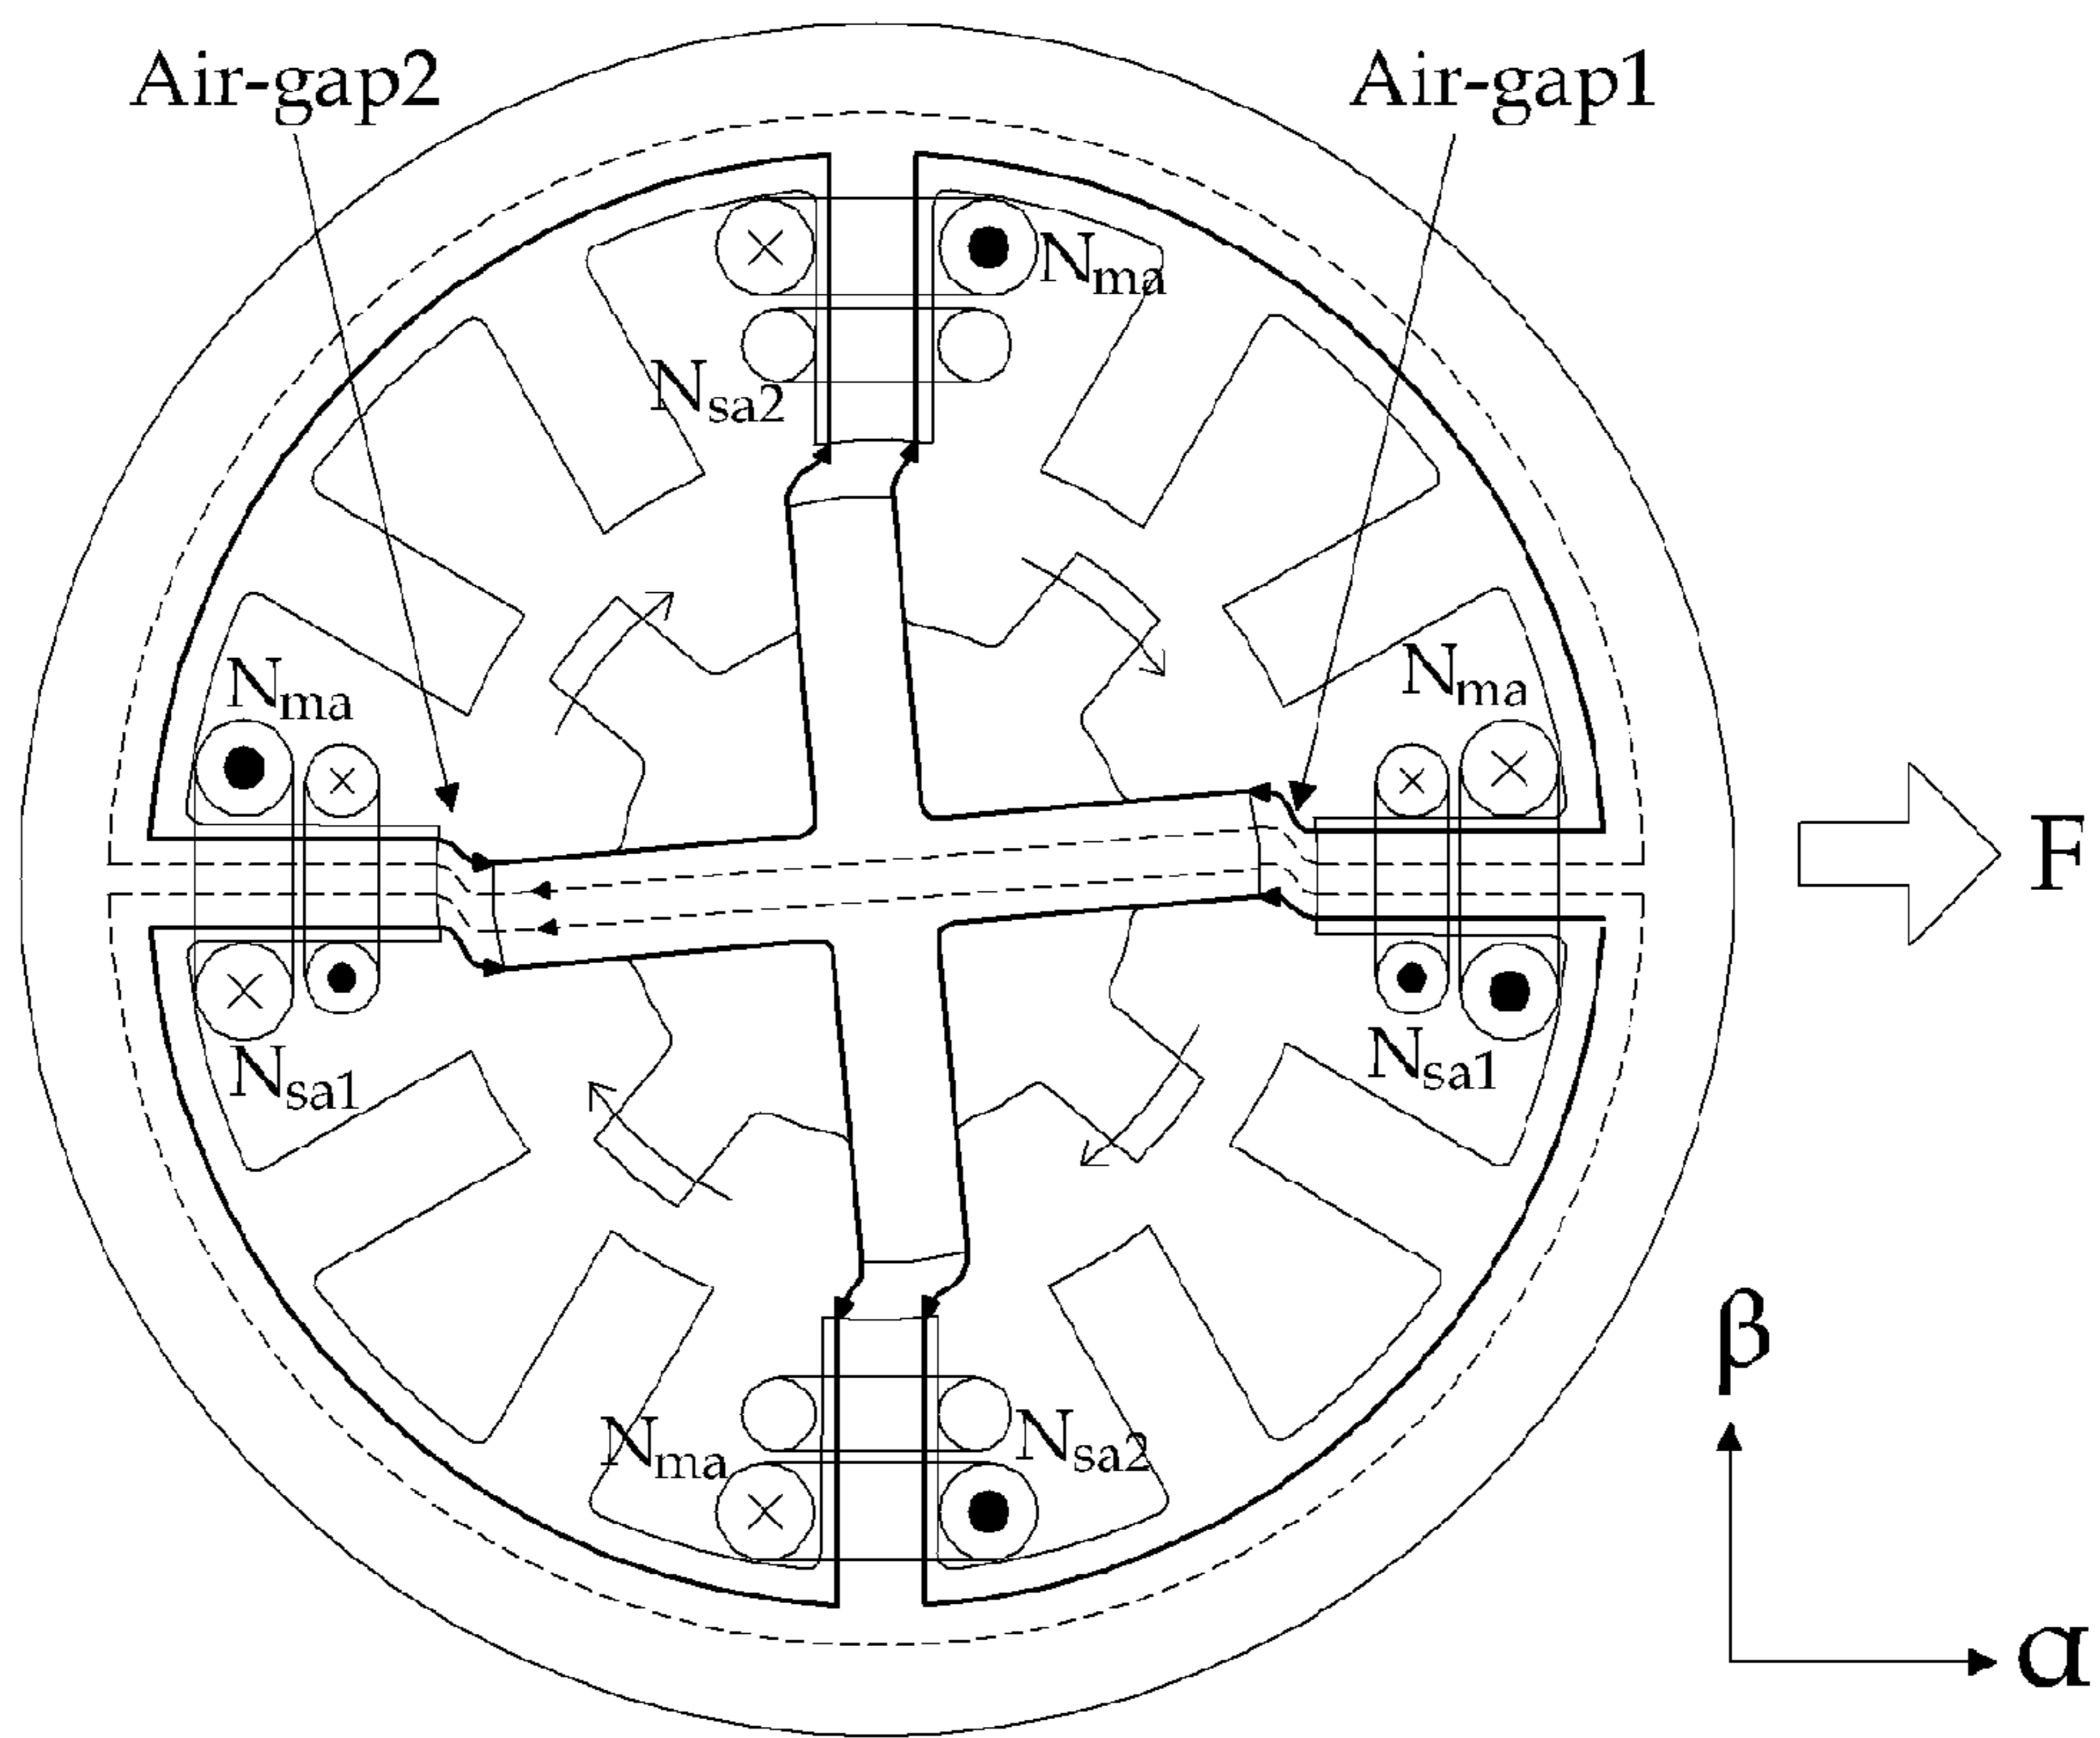 Air-gap2
Air-gap1
Nma
Nsa2
Nma
Nma
F
Nsa1
Nsa1
β
Nma
Nsa2
α